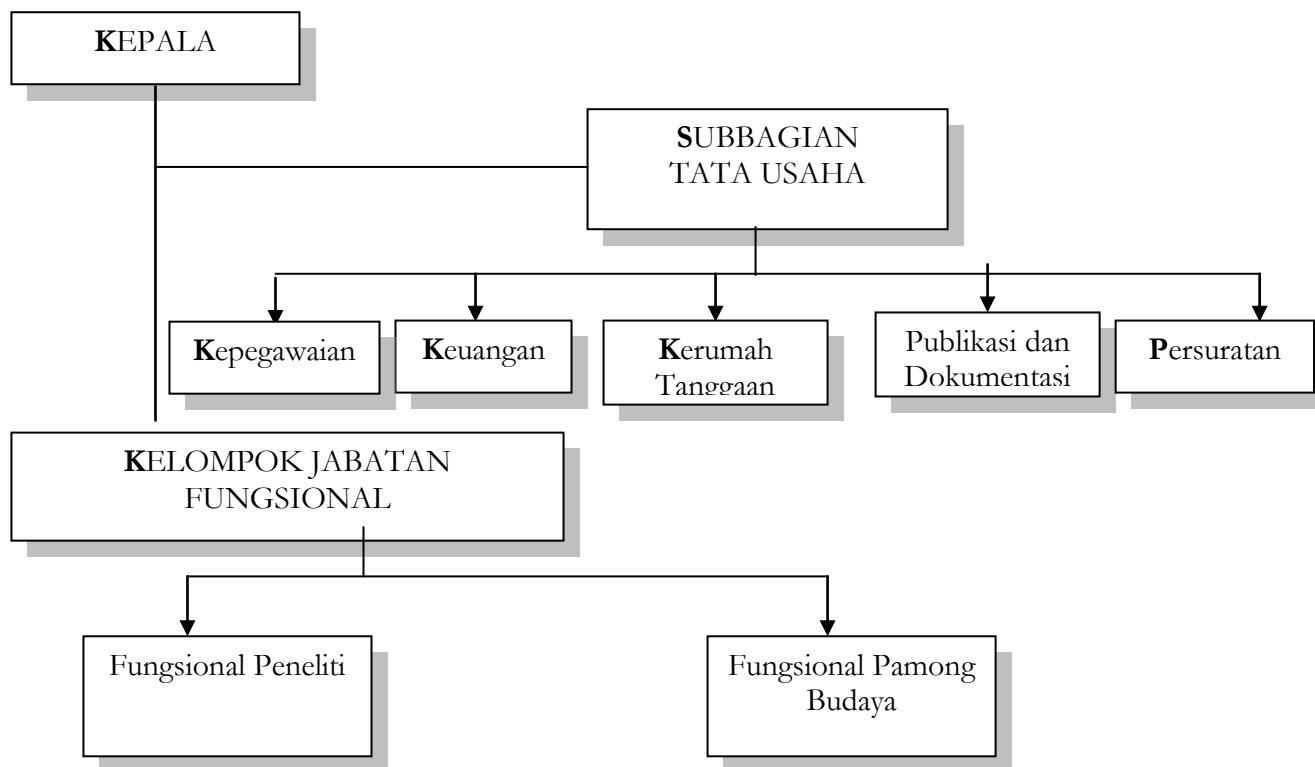 KEPALA
SUBBAGIAN
TATA USAHA
Kepegawaian
Keuangan
Kerumah
Tanggaan
Publikasi dan
Dokumentasi
Persuratan
KELOMPOK JABATAN
FUNGSIONAL
Fungsional Peneliti
Fungsional Pamong
Budaya